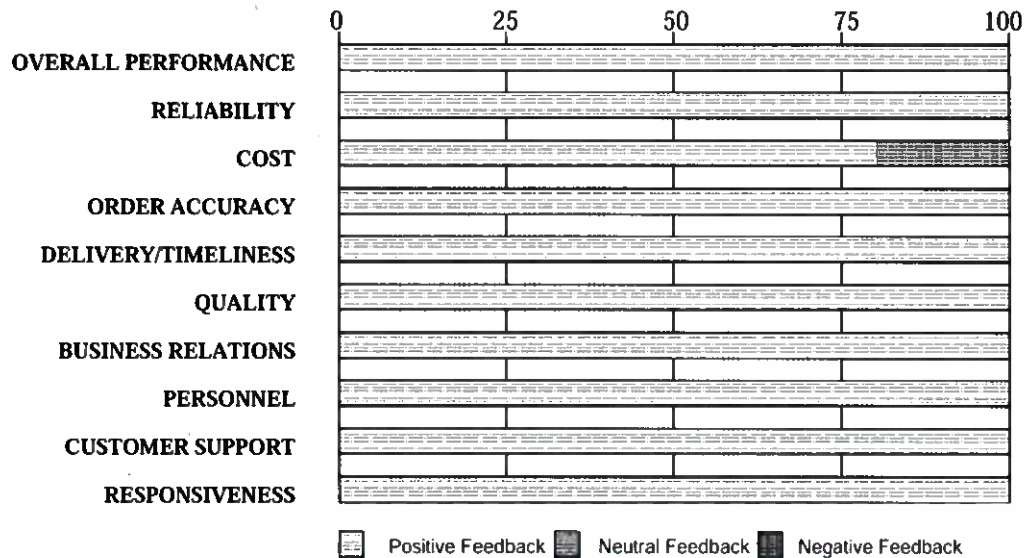 0 25 50 75 100
OVERALL PERFORMANCE
RELIABILITY
COST
ORDER ACCURACY
DELIVERY/TIMELINESS
QUALITY
BUSINESS RELATIONS
PERSONNEL
CUSTOMER SUPPORT
RESPONSIVENESS
Positive Feedback Neutral Feedback Negative Feedback